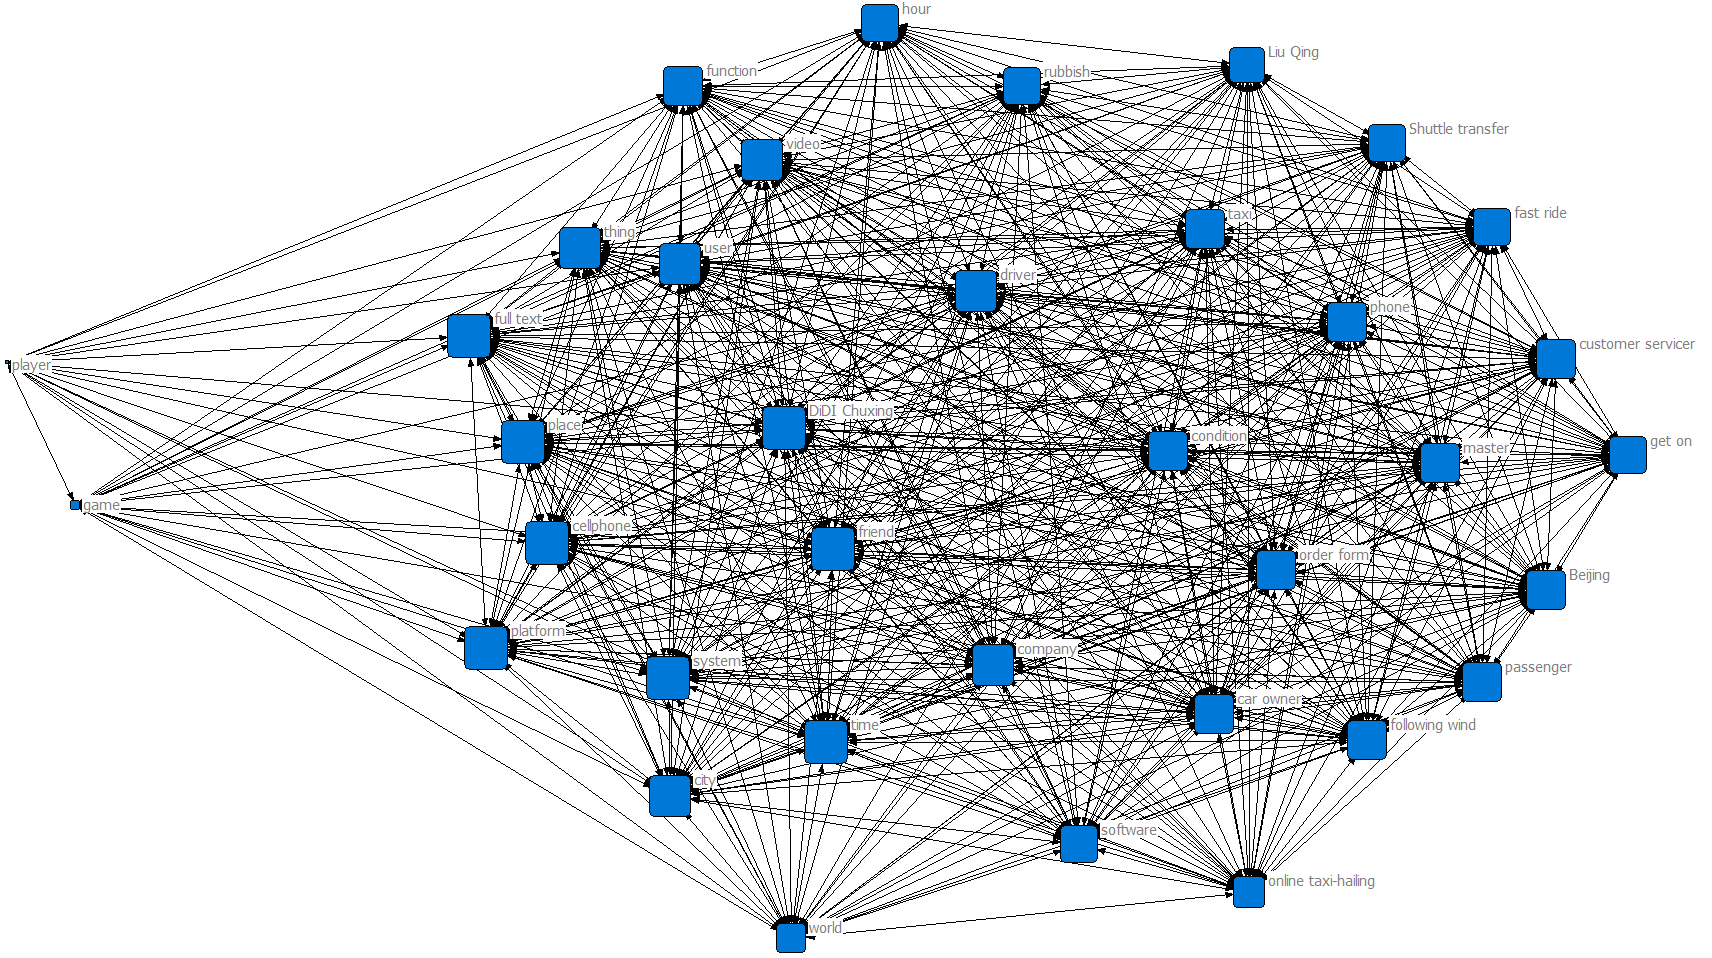 hour
Liu Qing
function
rubbish
Shuttle transfer
video
fast ride
taxi
thing
user
driver
phone
full text
customer servicer
player
DiDI Chuxing
place
condition
get on
master
game
cellphone
friend
order form
Beijing
platform
company
system
passenger
car owner
time
following wind
city
software
online taxi-hailing
world